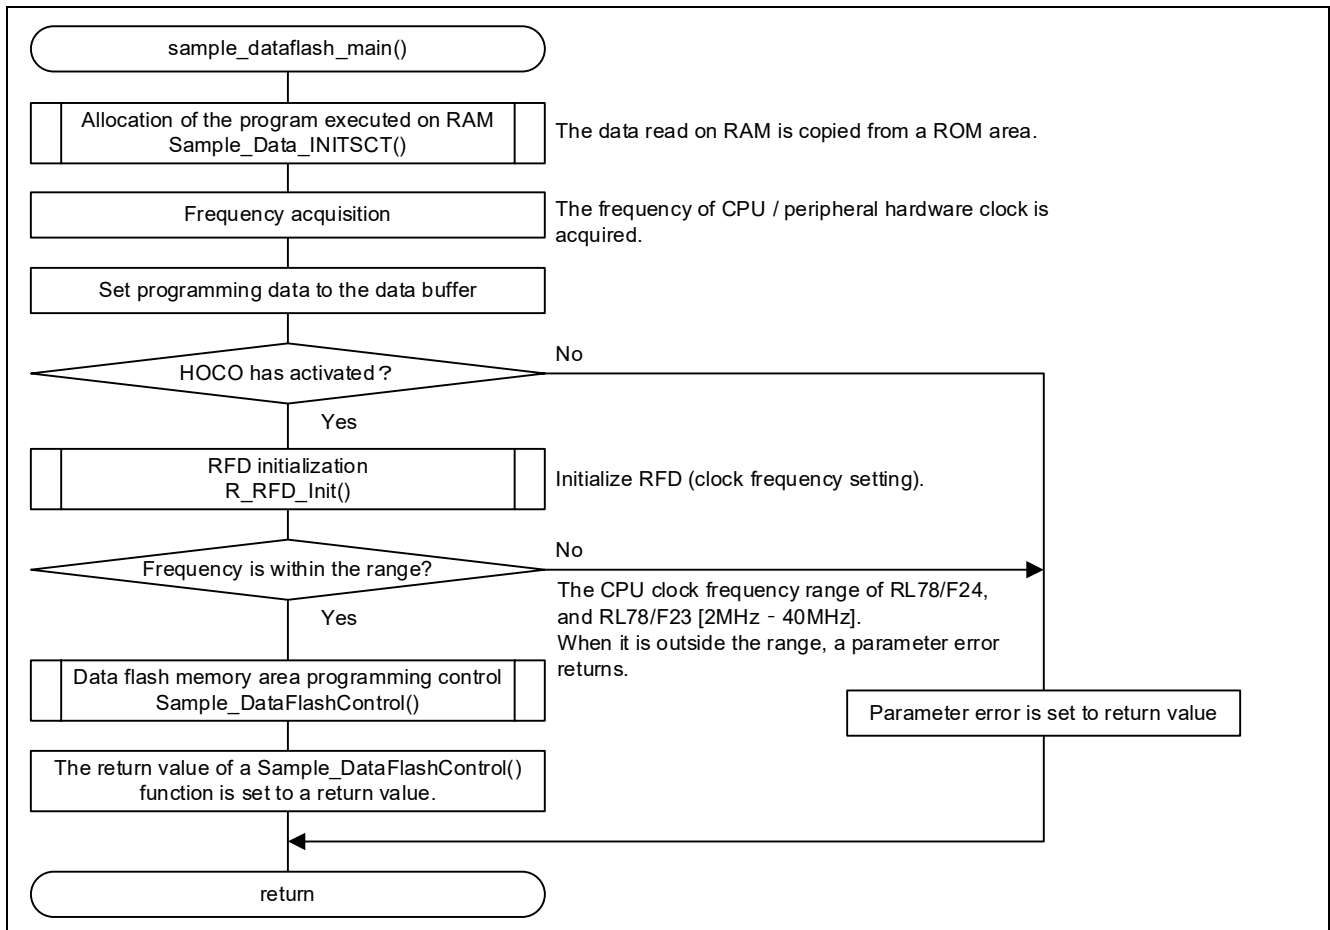 sample_dataflash_main()
Allocation of the program executed on RAM
Sample_Data_INITSCT()
The data read on RAM is copied from a ROM area.
Frequency acquisition
The frequency of CPU / peripheral hardware clock is
acquired.
Set programming data to the data buffer
HOCO has activated?
No
Yes
RFD initialization
R_RFD_Init()
Initialize RFD (clock frequency setting).
Frequency is within the range?
No
Yes
The CPU clock frequency range of RL78/F24,
and RL78/F23 [2MHz - 40MHz].
When it is outside the range, a parameter error
returns.
Data flash memory area programming control
Sample_DataFlashControl()
Parameter error is set to return value
The return value of a Sample_DataFlashControl()
function is set to a return value.
return